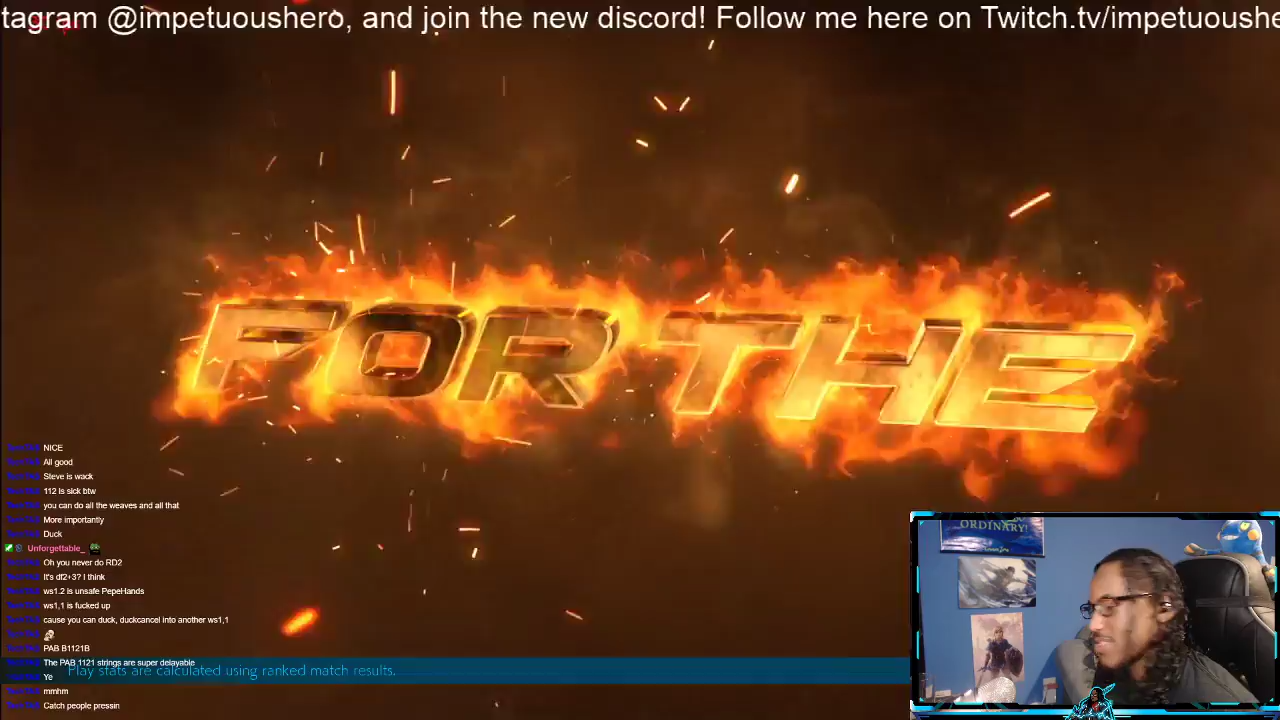 tagram @impetuoushero, and join the new discord! Follow me here on Twitch.tv/impetuoushe
FOR THE
NICE
All good
Steve is wack
112 is sick btw
you can do all the weaves and all that
More importantly
Duck
Unforgettable_
Oh you never do RD2
It's df2+3? I think
ws1.2 is unsafe PepeHands
ws1,1 is fucked up
cause you can duck, duckcancel into another ws1,1
PAB B1121B
The PAB 1121 strings are super delayable
Play stats are calculated using ranked match results.
Ye
mmhm
Catch people pressin
ORDINARY!